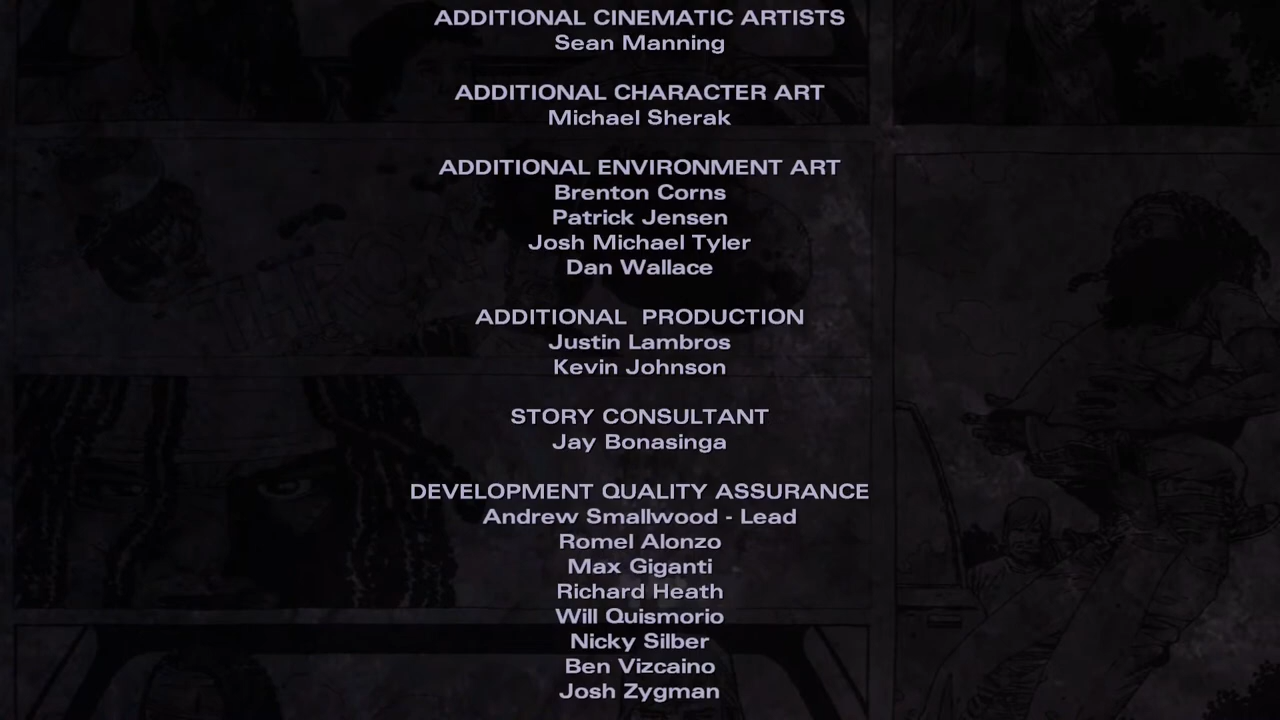 ADDITIONAL CINEMATIC ARTISTS
Sean Manning
ADDITIONAL CHARACTER ART
Michael Sherak
ADDITIONAL ENVIRONMENT ART
Brenton Corns
Patrick Jensen
Josh Michael Tyler
Dan Wallace
ADDITIONAL  PRODUCTION
Justin Lambros
Kevin Johnson
STORY CONSULTANT
Jay Bonasinga
DEVELOPMENT QUALITY ASSURANCE
Andrew Smallwood - Lead
Romel Alonzo
Max Giganti
Richard Heath
Will Quismorio
Nicky Silber
Ben Vizcaino
Josh Zygman